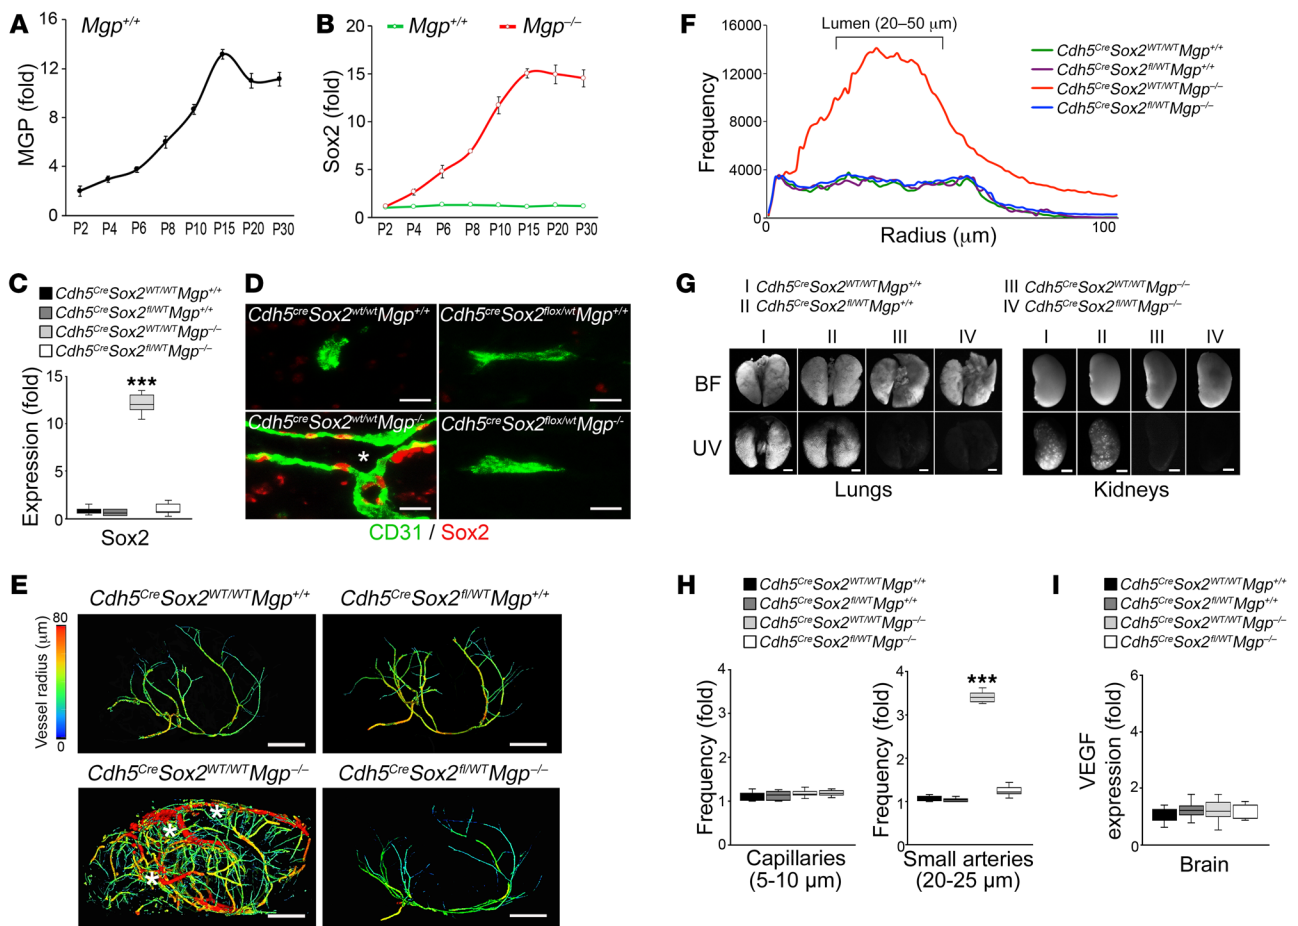 A
Mgp+/+
MGP (fold)
16
12
8
4
0
P2 P4 P6 P8 P10 P15 P20 P30
B
Mgp+/+ Mgp−/−
Sox2 (fold)
20
15
10
5
0
P2 P4 P6 P8 P10 P15 P20 P30
C
Cdh5CreSox2WT/WTMgp+/+
Cdh5CreSox2fl/WTMgp+/+
Cdh5CreSox2WT/WTMgp−/−
Cdh5CreSox2fl/WTMgp−/−
Expression (fold)
15
10
5
0
***
Sox2
D
Cdh5creSox2wt/wtMgp+/+
Cdh5creSox2flox/wtMgp+/+
Cdh5creSox2wt/wtMgp-/-
Cdh5creSox2flox/wtMgp-/-
*
CD31 / Sox2
E
Cdh5CreSox2WT/WTMgp+/+
Cdh5CreSox2fl/WTMgp+/+
Vessel radius (μm)
80
0
Cdh5CreSox2WT/WTMgp−/−
Cdh5CreSox2fl/WTMgp−/−
* * *
F
Lumen (20–50 μm)
Frequency
16000
12000
8000
4000
0
0 100
Radius (μm)
Cdh5CreSox2WT/WTMgp+/+
Cdh5CreSox2fl/WTMgp+/+
Cdh5CreSox2WT/WTMgp−/−
Cdh5CreSox2fl/WTMgp−/−
G
I Cdh5CreSox2WT/WTMgp+/+
II Cdh5CreSox2fl/WTMgp+/+
III Cdh5CreSox2WT/WTMgp−/−
IV Cdh5CreSox2fl/WTMgp−/−
I II III IV
I II III IV
BF
UV
Lungs
Kidneys
H
Cdh5CreSox2WT/WTMgp+/+
Cdh5CreSox2fl/WTMgp+/+
Cdh5CreSox2WT/WTMgp−/−
Cdh5CreSox2fl/WTMgp−/−
Frequency (fold)
4
3
2
1
0
Capillaries
(5-10 μm)
Frequency (fold)
4
3
2
1
0
***
Small arteries
(20-25 μm)
I
Cdh5CreSox2WT/WTMgp+/+
Cdh5CreSox2fl/WTMgp+/+
Cdh5CreSox2WT/WTMgp−/−
Cdh5CreSox2fl/WTMgp−/−
VEGF
expression (fold)
6
4
2
0
Brain